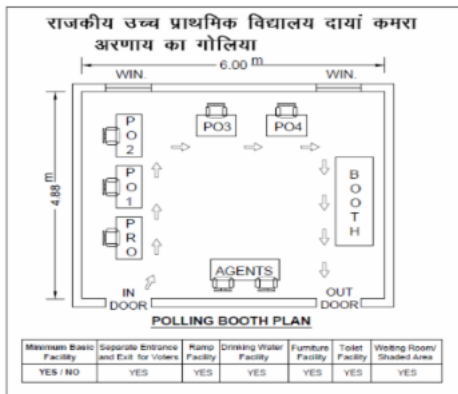 राजकीय उच्च प्राथमिक विद्यालय दायां कमरा
अरणाय का गोलिया
6.00 m
WIN.
WIN.
4.88 m
PO2
PO3
PO4
PO1
BOOTH
PRO
AGENTS
IN DOOR
OUT DOOR
POLLING BOOTH PLAN
Minimum Basic Facility
Separate Entrance and Exit for Voters
Ramp Facility
Drinking Water Facility
Furniture Facility
Toilet Facility
Waiting Room/ Shaded Area
YES / NO
YES
YES
YES
YES
YES
YES